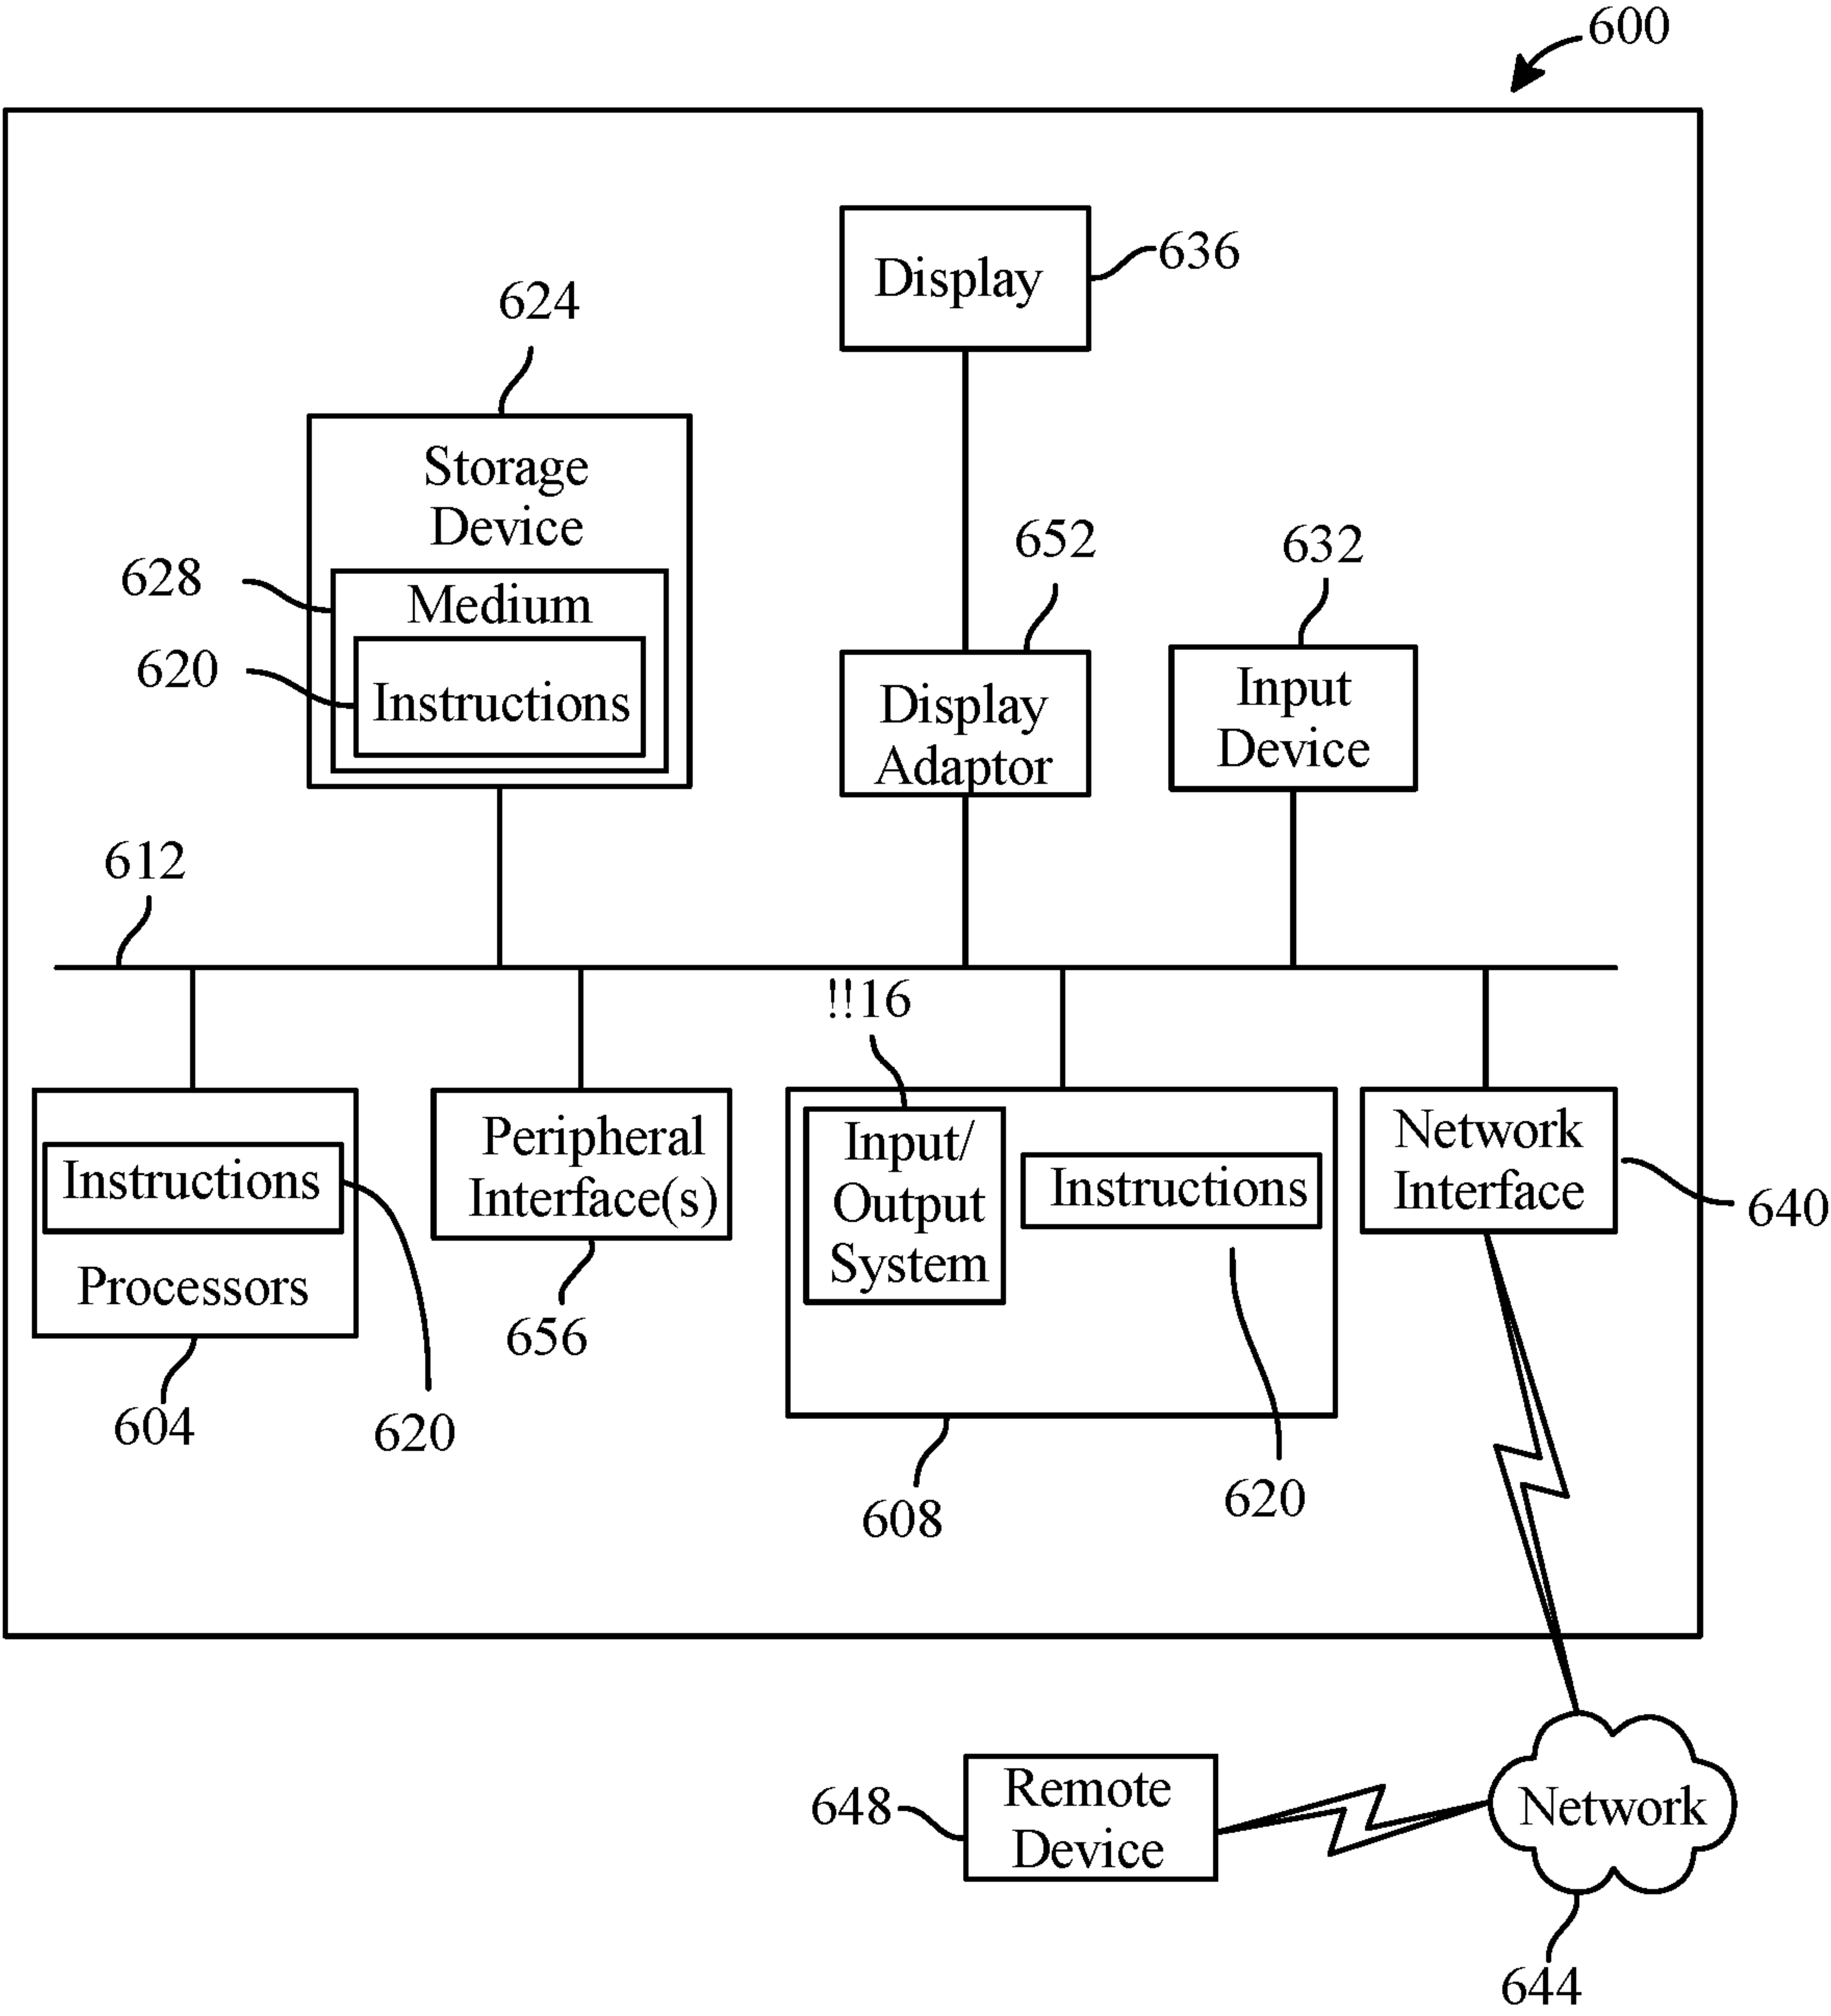 600
Display
636
624
Storage
Device
628
Medium
620
Instructions
652
Display
Adaptor
632
Input
Device
612
!!16
Instructions
Processors
604
620
Peripheral
Interface(s)
656
Input/
Output
System
Instructions
620
608
Network
Interface
640
648
Remote
Device
Network
644